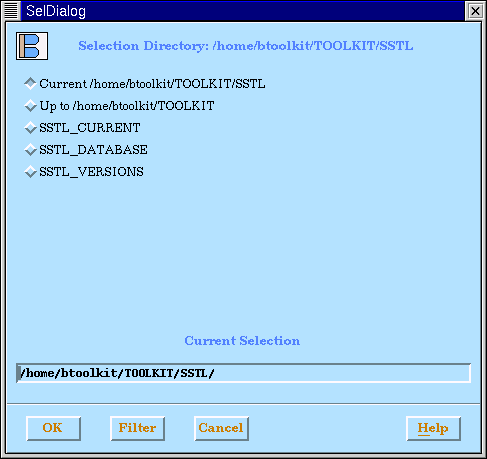 SelDialog
B
Selection Directory: /home/btoolkit/TOOLKIT/SSTL
Current /home/btoolkit/TOOLKIT/SSTL
Up to /home/btoolkit/TOOLKIT
SSTL_CURRENT
SSTL_DATABASE
SSTL_VERSIONS
Current Selection
/home/btoolkit/TOOLKIT/SSTL/
OK Filter Cancel Help